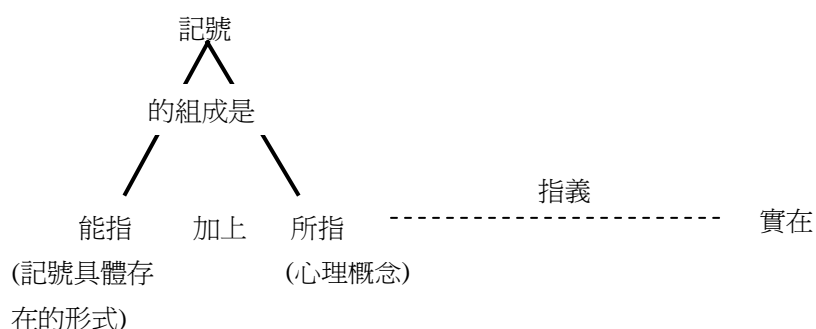 記號
的組成是
指義
能指 加上 所指 實在
(記號具體存 (心理概念)
在的形式)